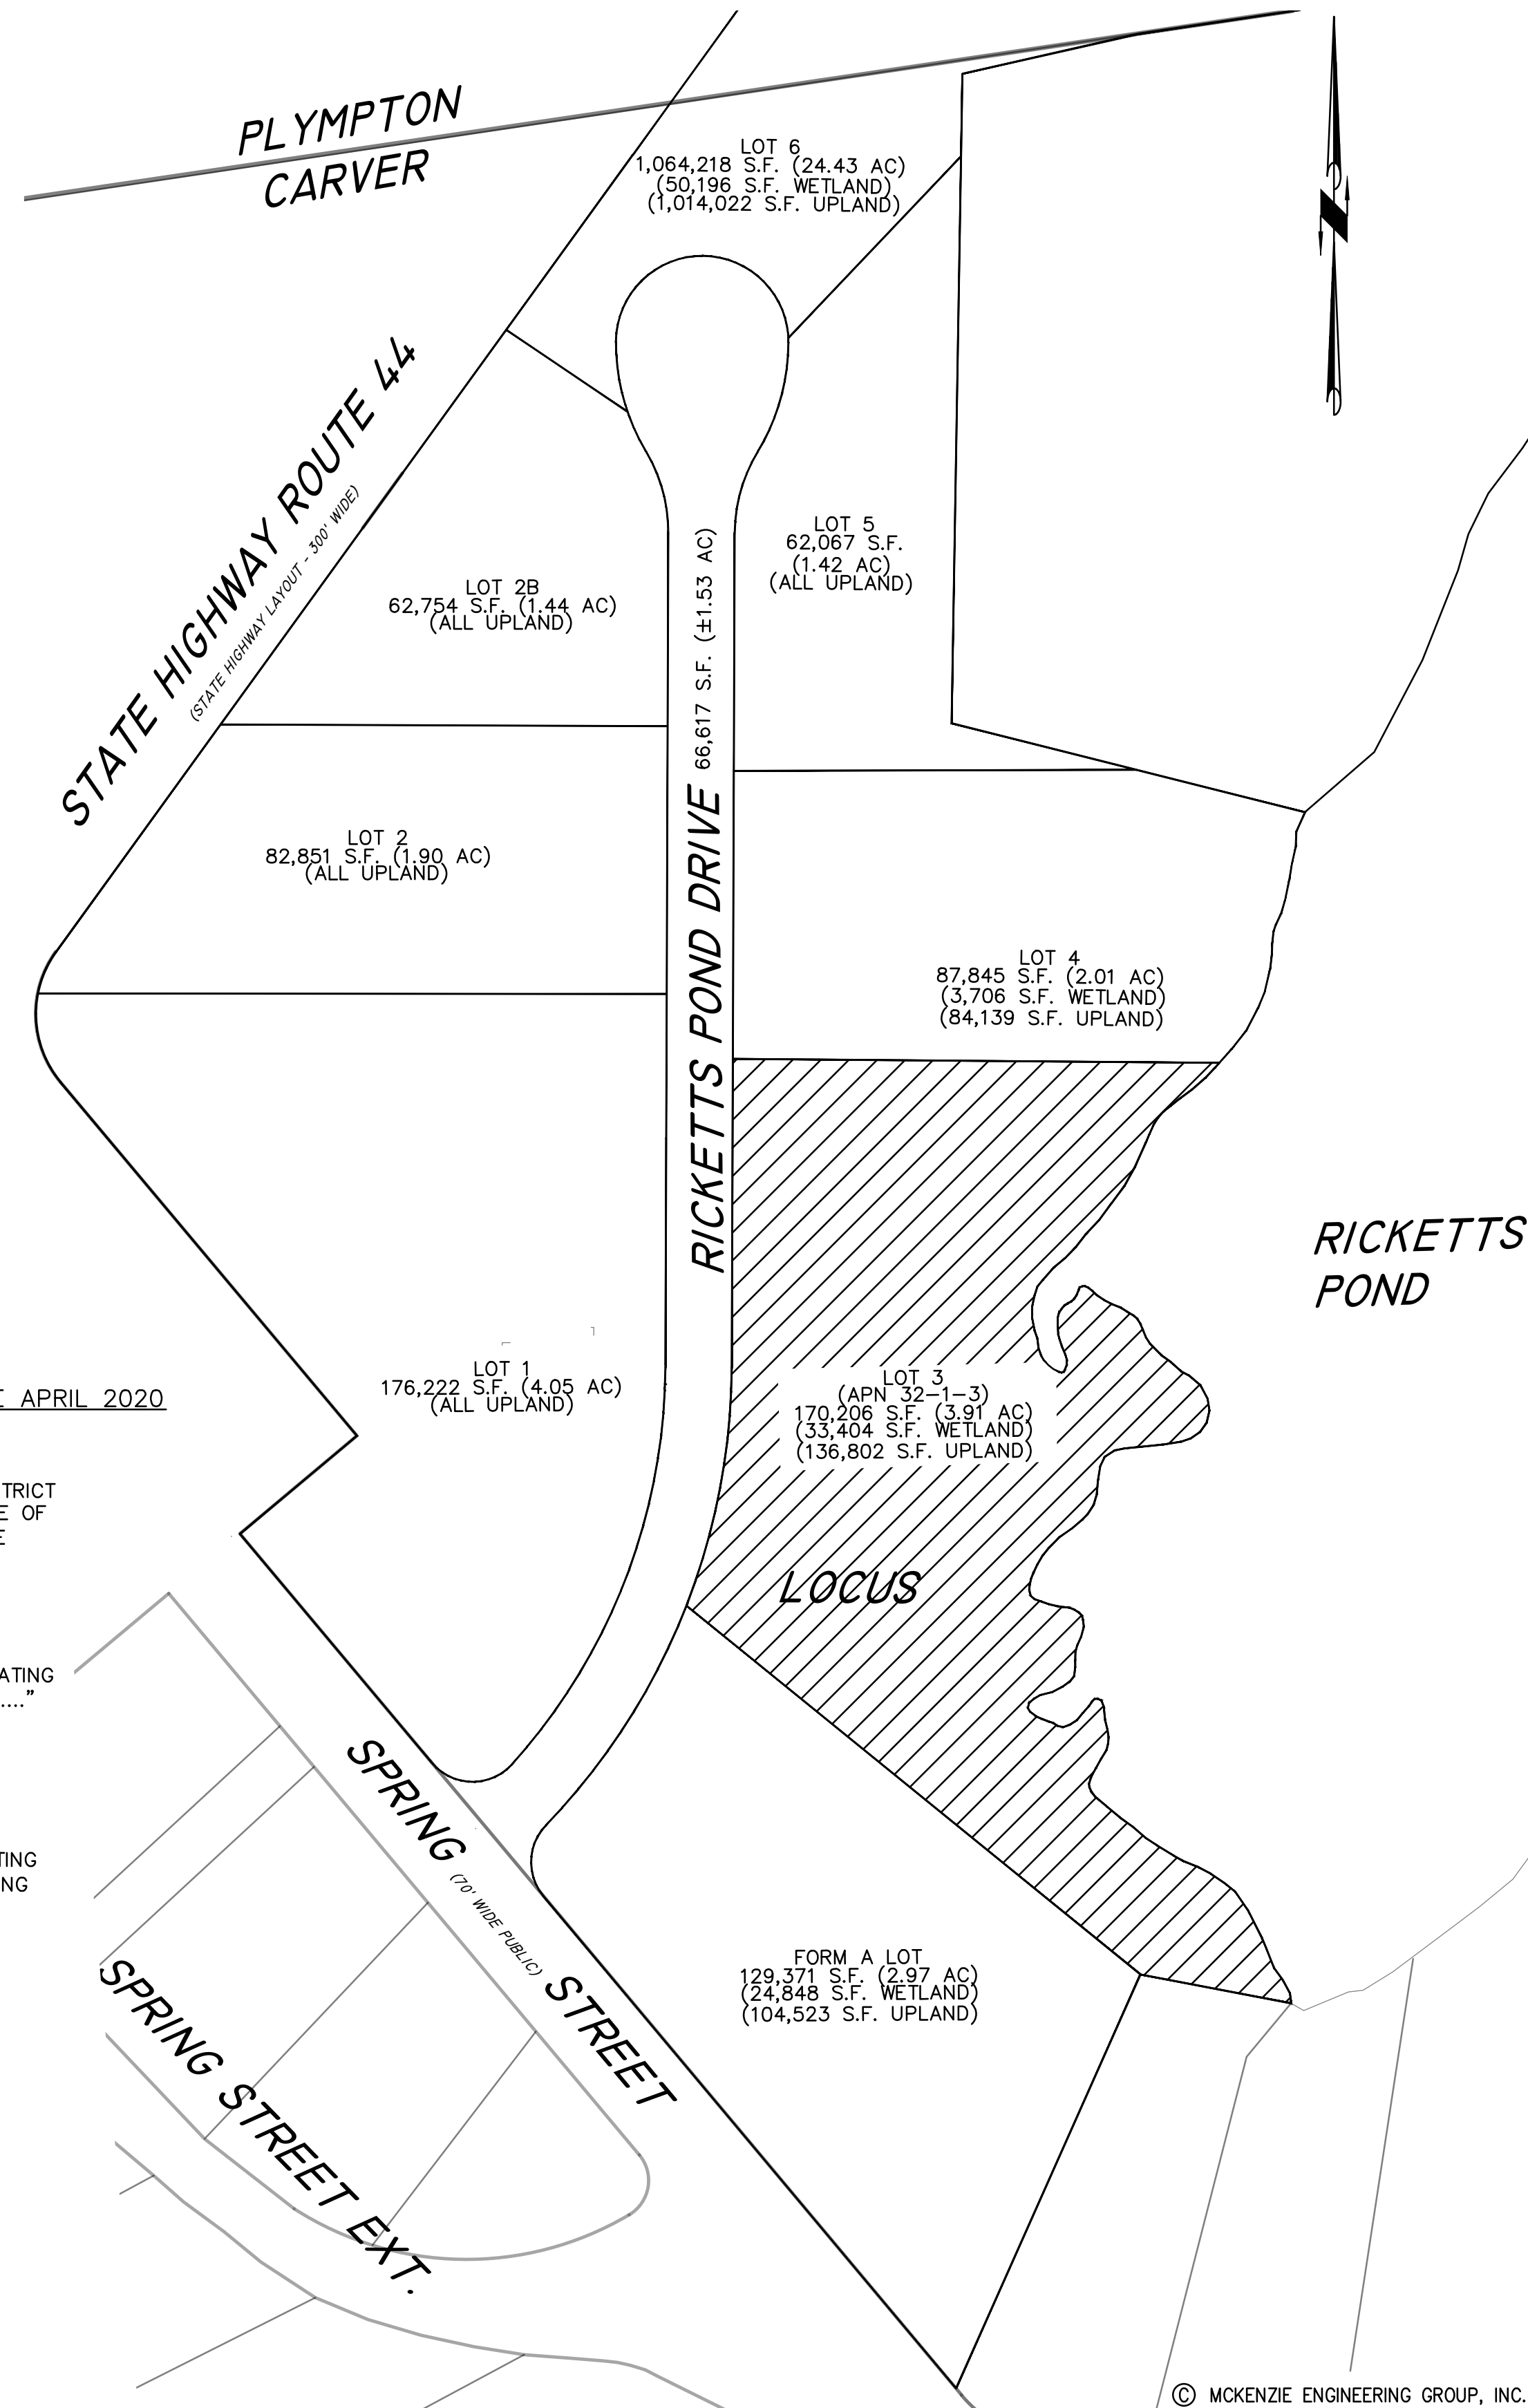 PLYMPTON
CARVER
LOT 6
1,064,218 S.F. (24.43 AC)
(50,196 S.F. WETLAND)
(1,014,022 S.F. UPLAND)
N
STATE HIGHWAY ROUTE 44
(STATE HIGHWAY LAYOUT - 300' WIDE)
LOT 5
62,067 S.F.
(1.42 AC)
(ALL UPLAND)
LOT 2B
62,754 S.F. (1.44 AC)
(ALL UPLAND)
RICKETTS POND DRIVE 66,617 S.F. (±1.53 AC)
LOT 2
82,851 S.F. (1.90 AC)
(ALL UPLAND)
LOT 4
87,845 S.F. (2.01 AC)
(3,706 S.F. WETLAND)
(84,139 S.F. UPLAND)
RICKETTS
POND
LOT 1
176,222 S.F. (4.05 AC)
(ALL UPLAND)
LOT 3
(APN 32-1-3)
170,206 S.F. (3.91 AC)
(33,404 S.F. WETLAND)
(136,802 S.F. UPLAND)
APRIL 2020
TRICT
E OF
E
LOCUS
ATING
...."
TING
NG
SPRING (70' WIDE PUBLIC) STREET
FORM A LOT
129,371 S.F. (2.97 AC)
(24,848 S.F. WETLAND)
(104,523 S.F. UPLAND)
SPRING STREET EXT.
© MCKENZIE ENGINEERING GROUP, INC.